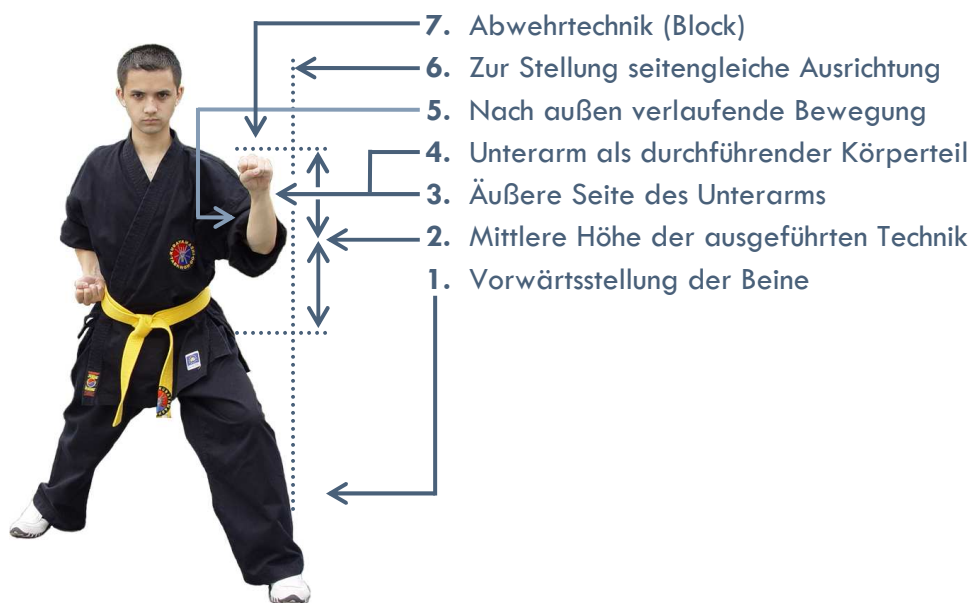 7. Abwehrtechnik (Block)
6. Zur Stellung seitengleiche Ausrichtung
5. Nach außen verlaufende Bewegung
4. Unterarm als durchführender Körperteil
3. Äußere Seite des Unterarms
2. Mittlere Höhe der ausgeführten Technik
1. Vorwärtsstellung der Beine